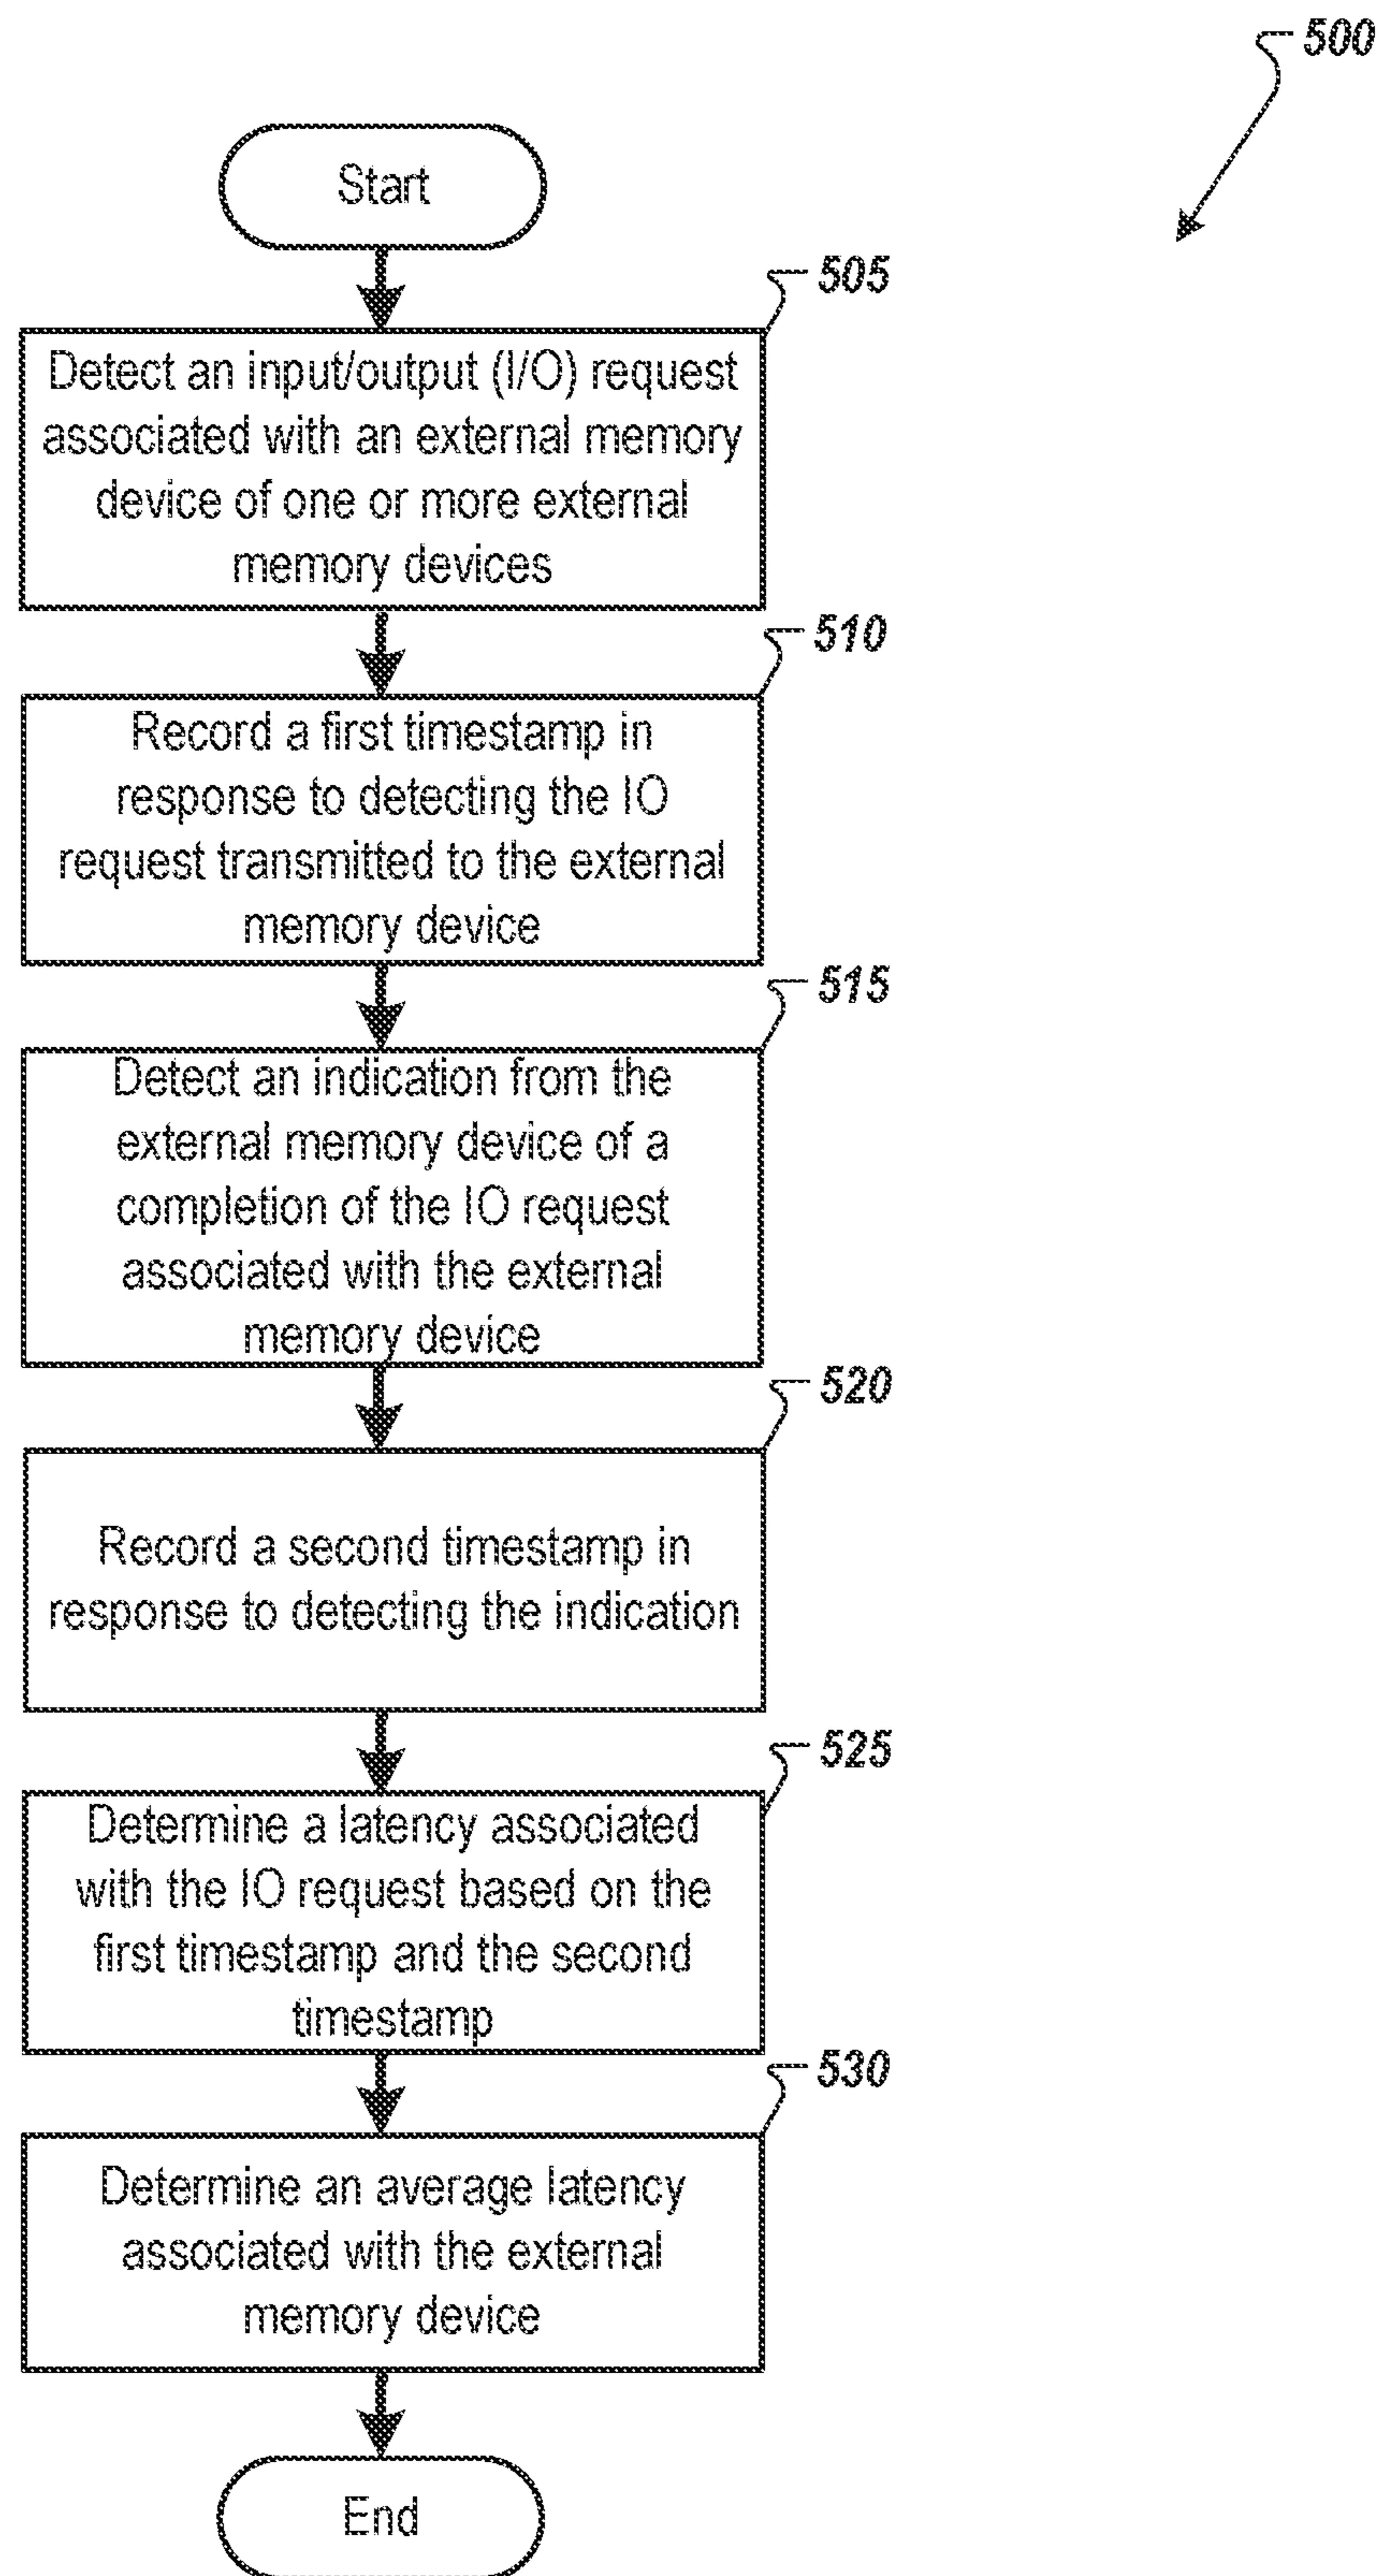 500
Start
505
Detect an input/output (I/O) request
associated with an external memory
device of one or more external
memory devices
510
Record a first timestamp in
response to detecting the IO
request transmitted to the external
memory device
515
Detect an indication from the
external memory device of a
completion of the IO request
associated with the external
memory device
520
Record a second timestamp in
response to detecting the indication
525
Determine a latency associated
with the IO request based on the
first timestamp and the second
timestamp
530
Determine an average latency
associated with the external
memory device
End